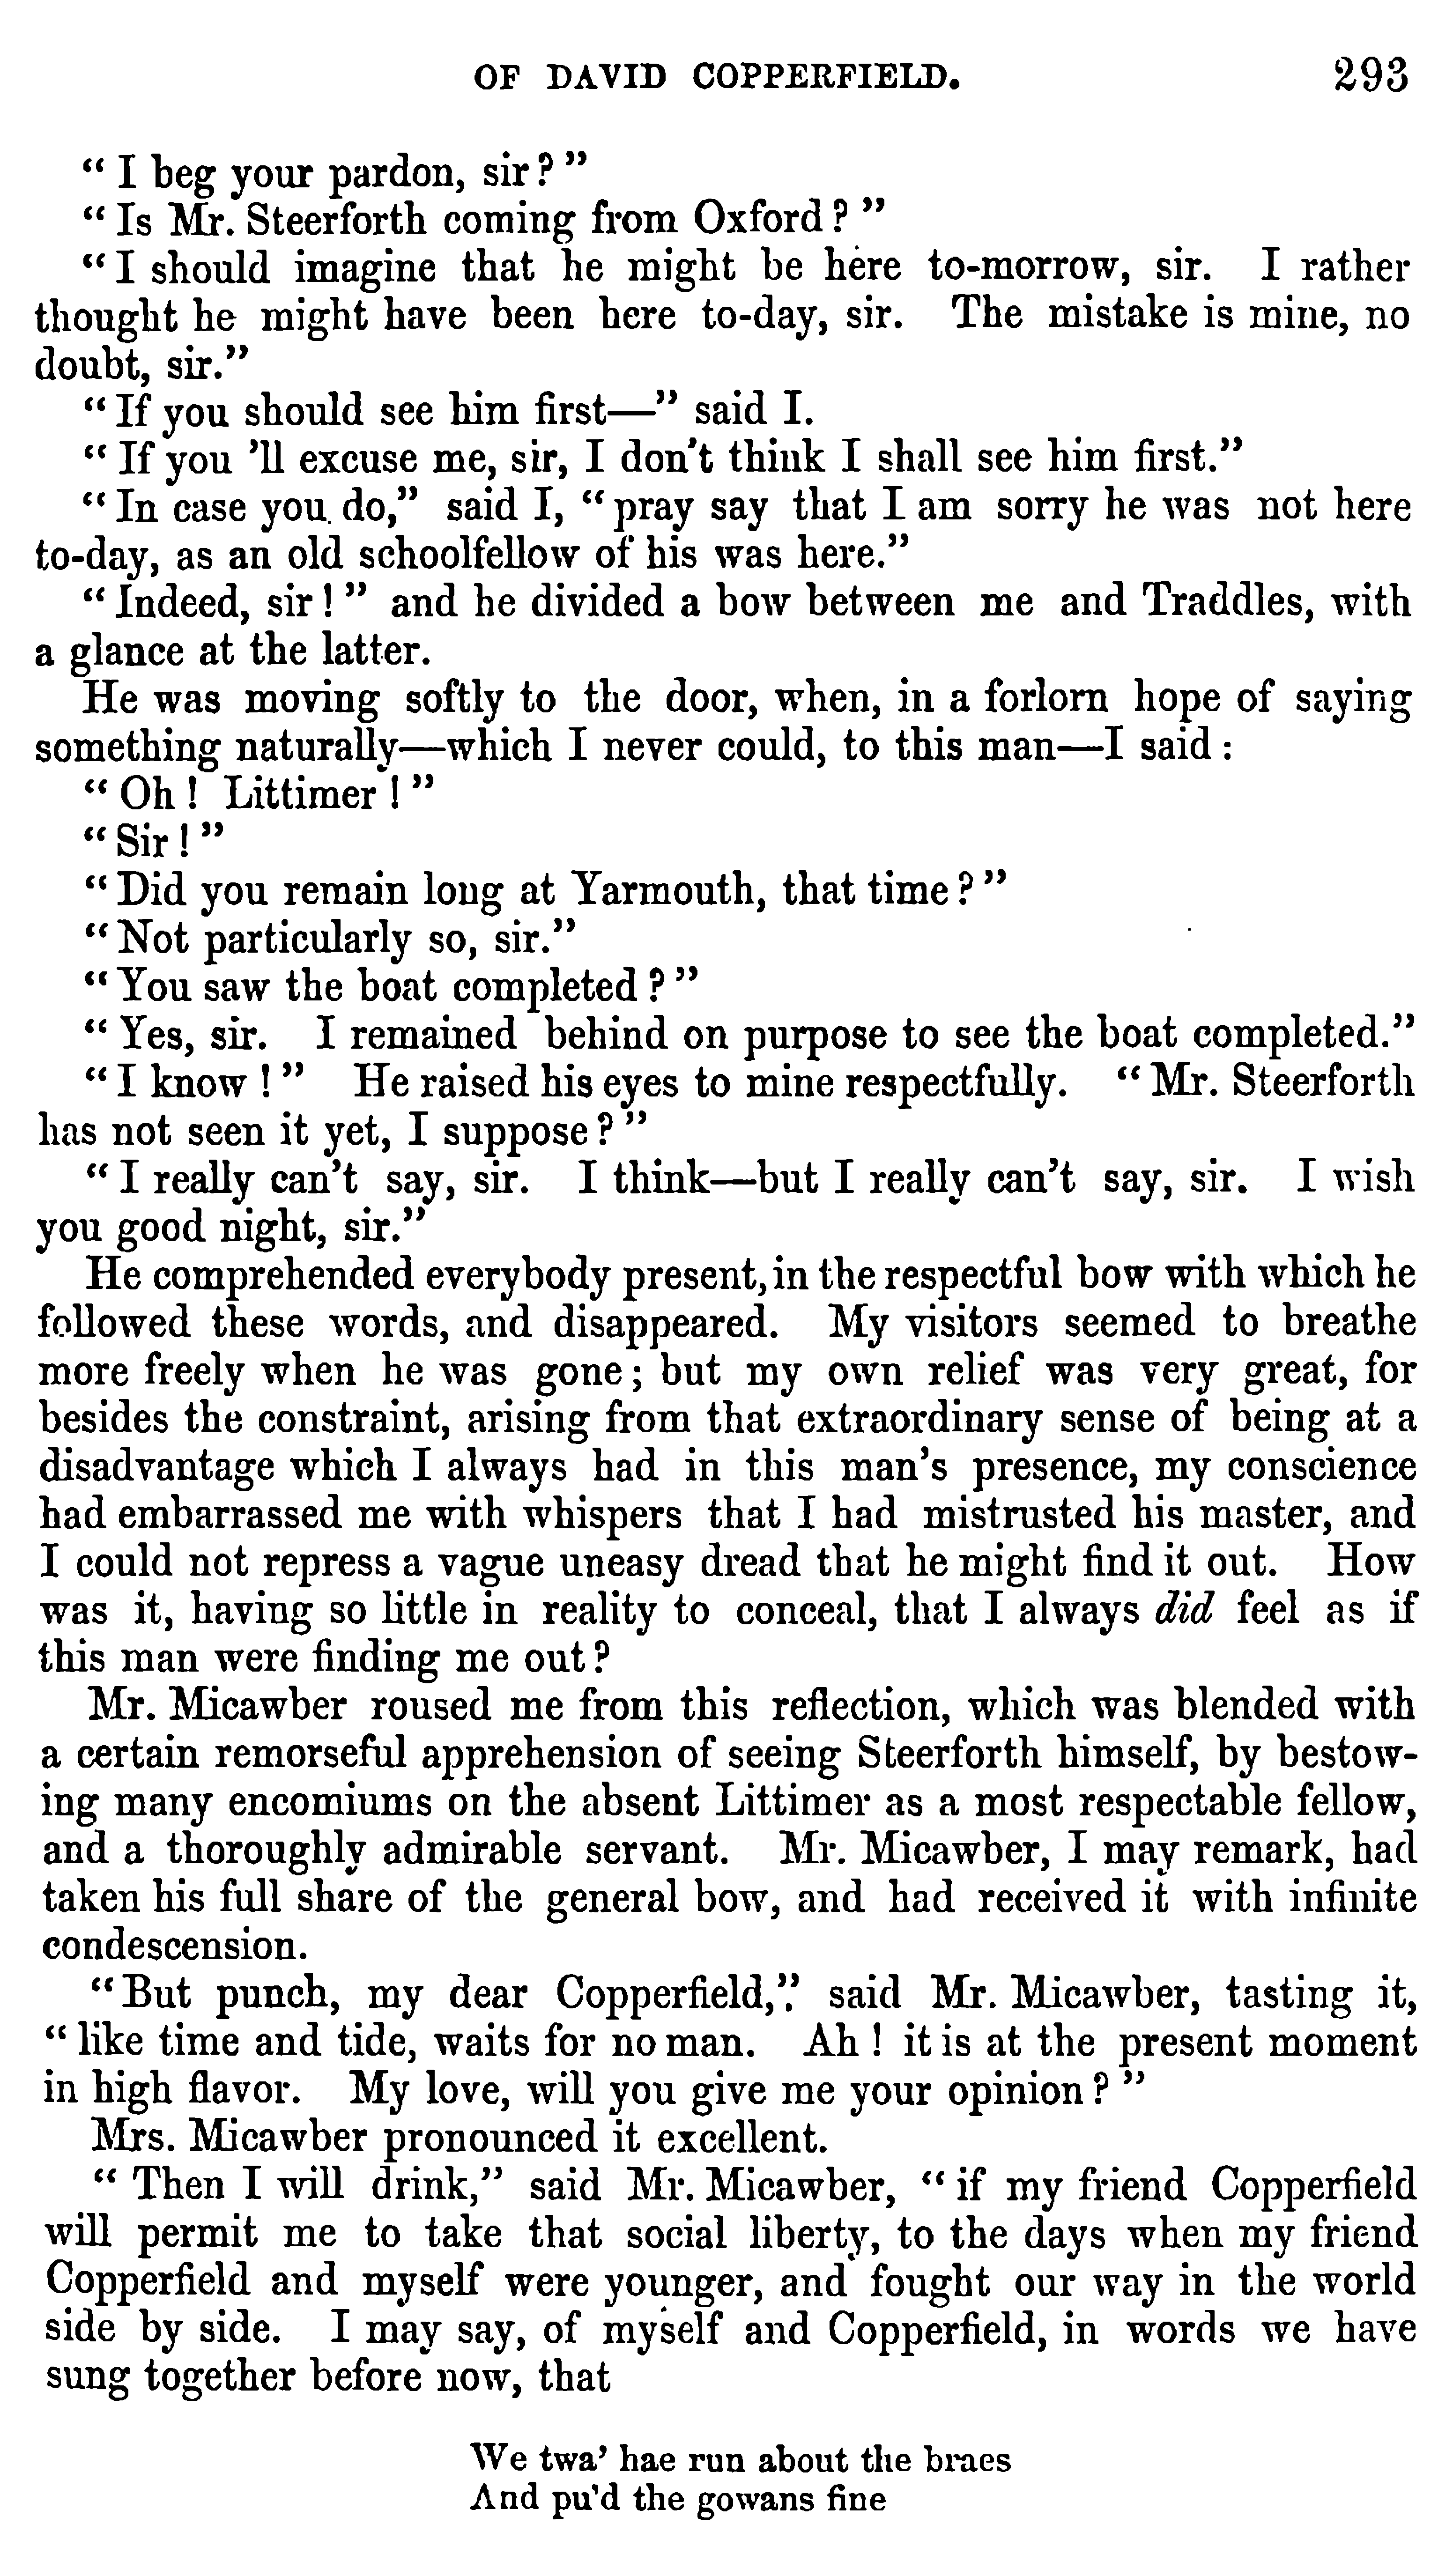 OF DAVID COPPERFIELD. 293
“ I beg your pardon, sir ? ”
“ Is Mr. Steerforth coming from Oxford ? ”
“ I should imagine that he might be here to-morrow, sir. I rather
thought he might have been here to-day, sir. The mistake is mine, no
doubt, sir.”
“ If you should see him first—” said I.
“ If you ’ll excuse me, sir, I don’t think I shall see him first.”
“ In case you do,” said I, “ pray say that I am sorry he was not here
to-day, as an old schoolfellow of his was here.”
“ Indeed, sir ! ” and he divided a bow between me and Traddles, with
a glance at the latter.
He was moving softly to the door, when, in a forlorn hope of saying
something naturally—which I never could, to this man—I said :
“ Oh ! Littimer ! ”
“ Sir ! ”
“ Did you remain long at Yarmouth, that time ? ”
“ Not particularly so, sir.”
“ You saw the boat completed ? ”
“ Yes, sir. I remained behind on purpose to see the boat completed.”
“ I know ! ” He raised his eyes to mine respectfully. “ Mr. Steerforth
has not seen it yet, I suppose ? ”
“ I really can’t say, sir. I think—but I really can’t say, sir. I wish
you good night, sir.”
He comprehended everybody present, in the respectful bow with which he
followed these words, and disappeared. My visitors seemed to breathe
more freely when he was gone ; but my own relief was very great, for
besides the constraint, arising from that extraordinary sense of being at a
disadvantage which I always had in this man’s presence, my conscience
had embarrassed me with whispers that I had mistrusted his master, and
I could not repress a vague uneasy dread that he might find it out. How
was it, having so little in reality to conceal, that I always did feel as if
this man were finding me out ?
Mr. Micawber roused me from this reflection, which was blended with
a certain remorseful apprehension of seeing Steerforth himself, by bestow-
ing many encomiums on the absent Littimer as a most respectable fellow,
and a thoroughly admirable servant. Mr. Micawber, I may remark, had
taken his full share of the general bow, and had received it with infinite
condescension.
“ But punch, my dear Copperfield,” said Mr. Micawber, tasting it,
“ like time and tide, waits for no man. Ah ! it is at the present moment
in high flavor. My love, will you give me your opinion ? ”
Mrs. Micawber pronounced it excellent.
“ Then I will drink,” said Mr. Micawber, “ if my friend Copperfield
will permit me to take that social liberty, to the days when my friend
Copperfield and myself were younger, and fought our way in the world
side by side. I may say, of myself and Copperfield, in words we have
sung together before now, that
We twa’ hae run about the braes
And pu’d the gowans fine